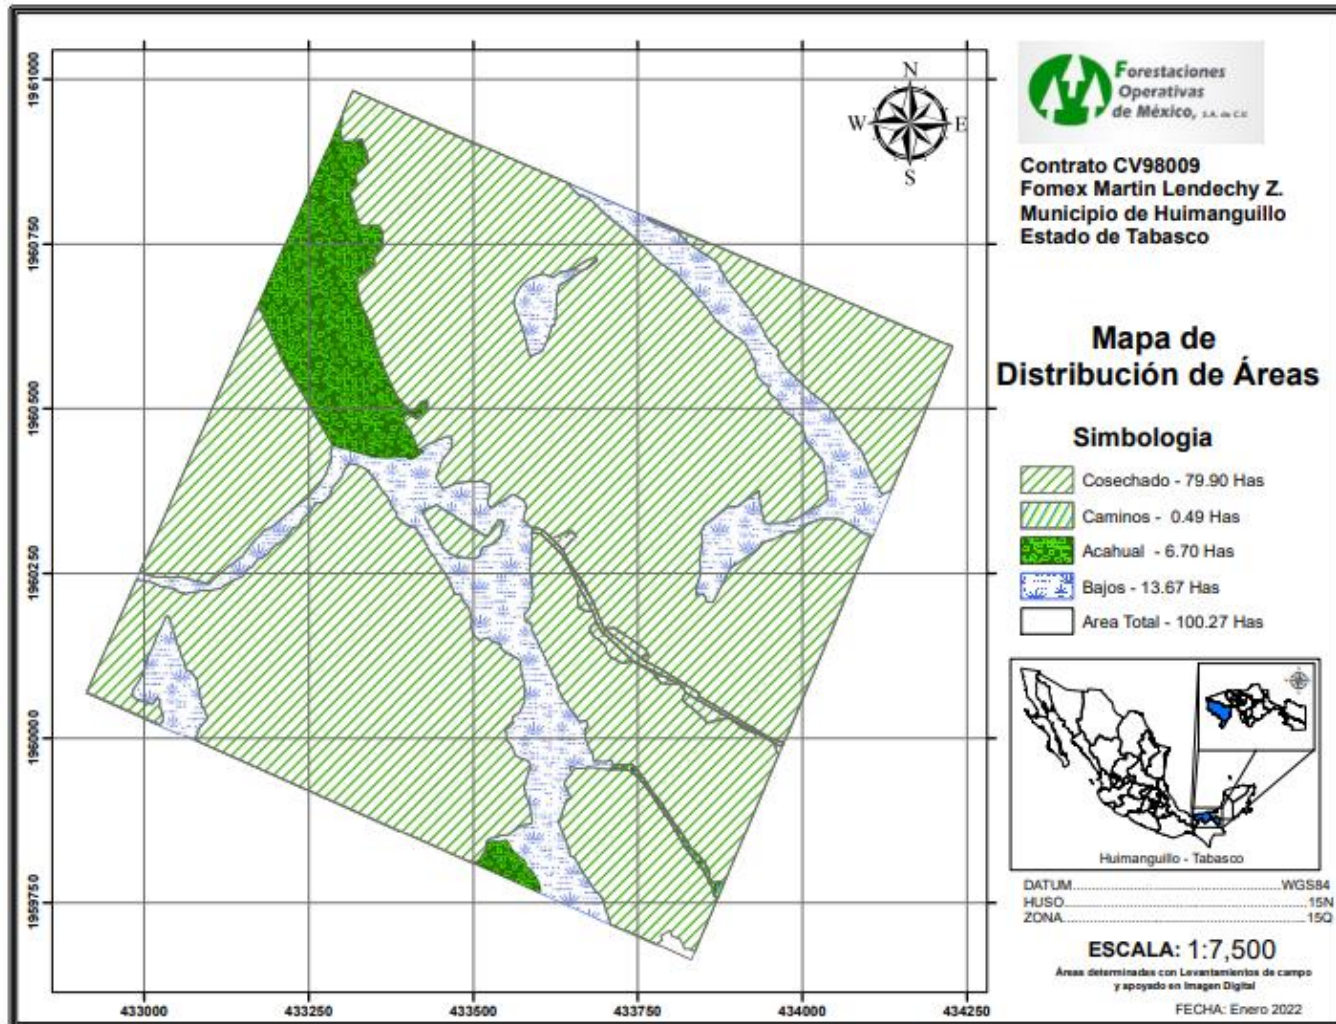 Forestaciones
Operativas
de México, S.A. de C.V.
Contrato CV98009
Fomex Martin Lendechy Z.
Municipio de Huimanguillo
Estado de Tabasco
Mapa de
Distribución de Áreas
Simbologia
Cosechado - 79.90 Has
Caminos - 0.49 Has
Acahual - 6.70 Has
Bajos - 13.67 Has
Area Total - 100.27 Has
Huimanguillo - Tabasco
DATUM WGS84
HUSO 15N
ZONA 15Q
ESCALA: 1:7,500
Áreas determinadas con Levantamientos de campo
y apoyado en Imagen Digital
FECHA: Enero 2022
N
W E
S
1961000
1960750
1960500
1960250
1960000
1959750
433000 433250 433500 433750 434000 434250